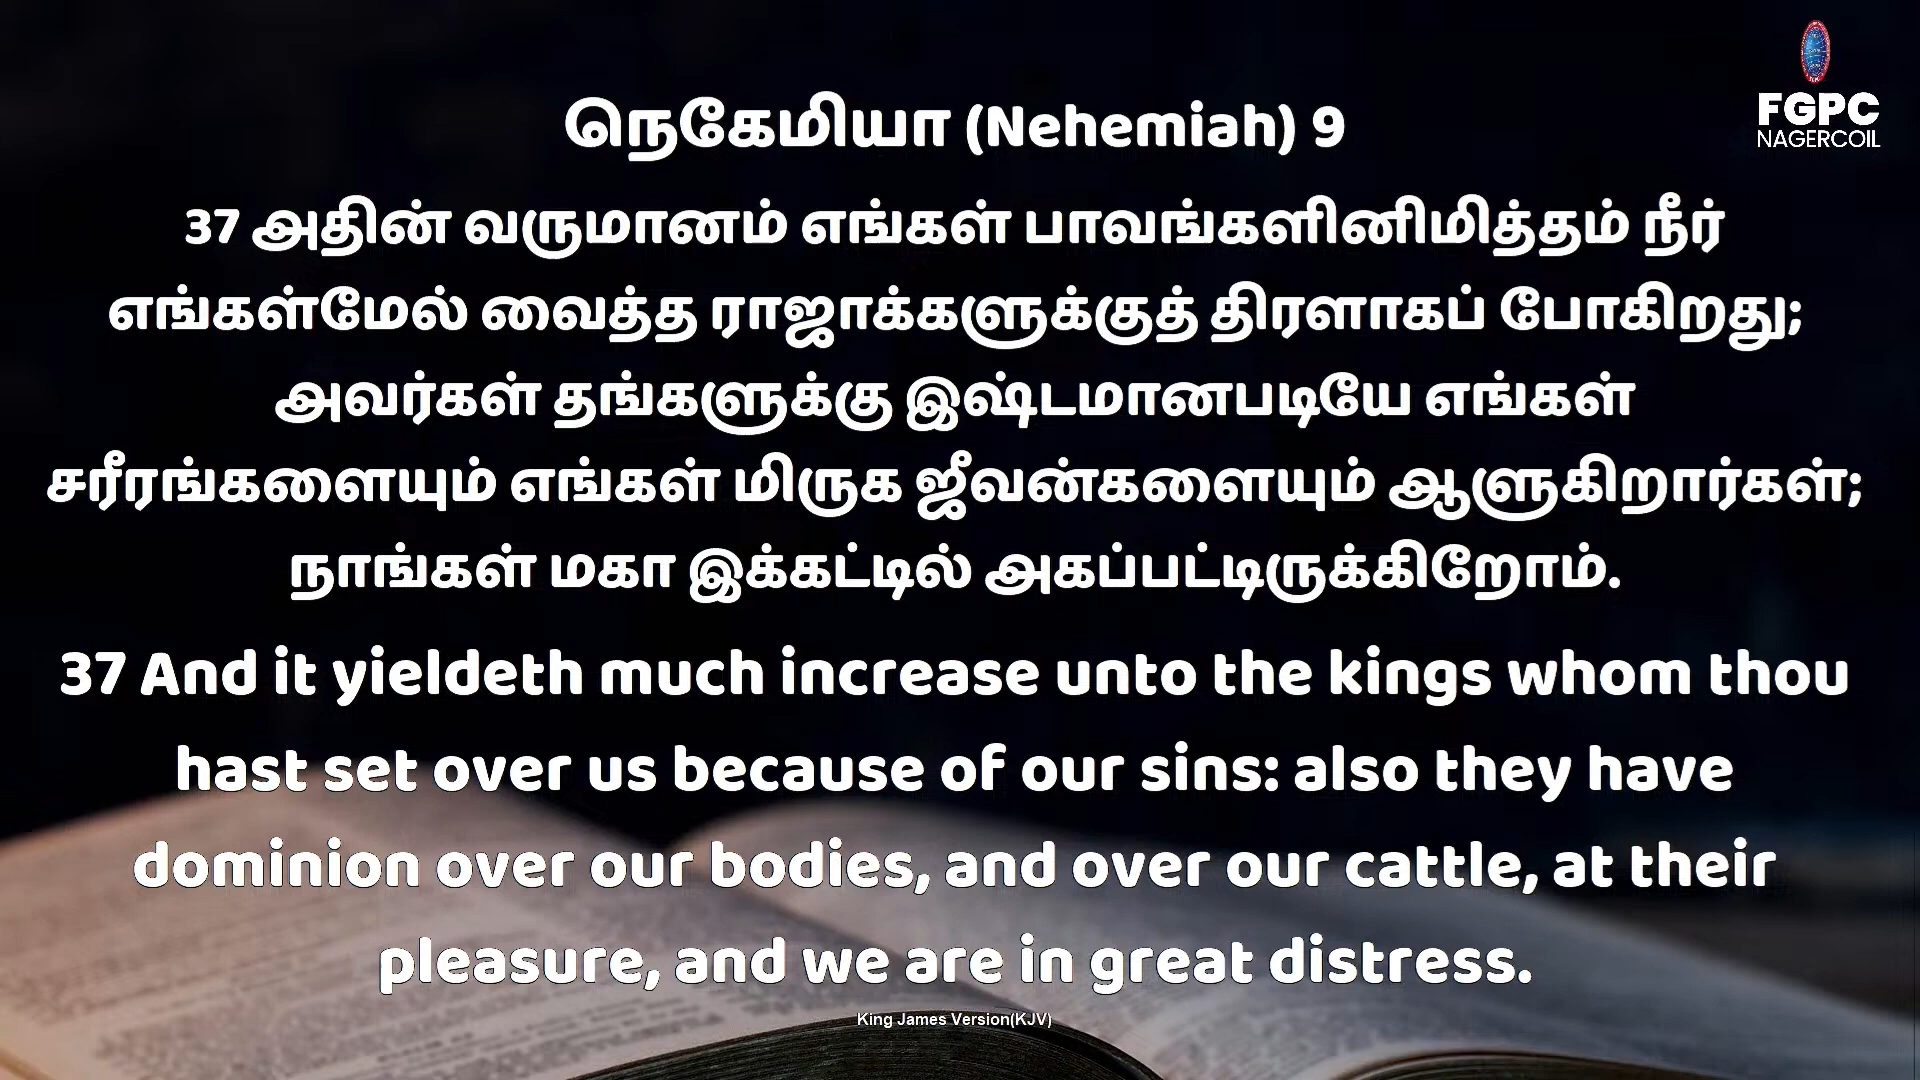 FGPC
NAGERCOIL
நெகேமியா (Nehemiah) 9
37 அதின் வருமானம் எங்கள் பாவங்களினிமித்தம் நீர்
எங்கள்மேல் வைத்த ராஜாக்களுக்குத் திரளாகப் போகிறது;
அவர்கள் தங்களுக்கு இஷ்டமானபடியே எங்கள்
சரீரங்களையும் எங்கள் மிருக ஜீவன்களையும் ஆளுகிறார்கள்;
நாங்கள் மகா இக்கட்டில் அகப்பட்டிருக்கிறோம்.
37 And it yieldeth much increase unto the kings whom thou
hast set over us because of our sins: also they have
dominion over our bodies, and over our cattle, at their
pleasure, and we are in great distress.
King James Version(KJV)